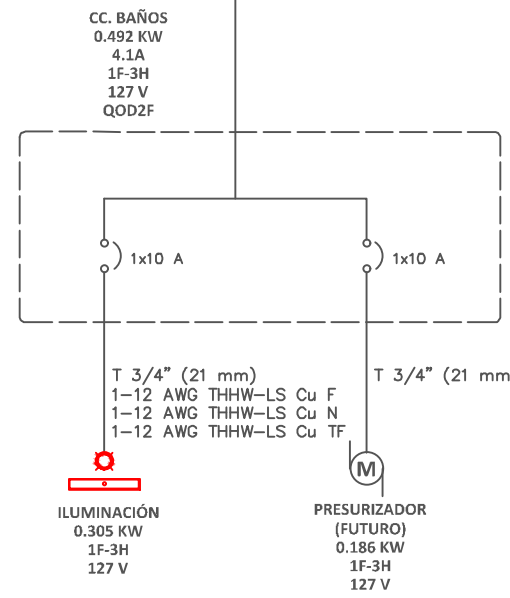 CC. BAÑOS
0.492 KW
4.1A
1F-3H
127 V
QOD2F
1x10 A
1x10 A
T 3/4” (21 mm)
1-12 AWG THHW-LS Cu F
1-12 AWG THHW-LS Cu N
1-12 AWG THHW-LS Cu TF
T 3/4” (21 mm
M
ILUMINACIÓN
0.305 KW
1F-3H
127 V
PRESURIZADOR
(FUTURO)
0.186 KW
1F-3H
127 V